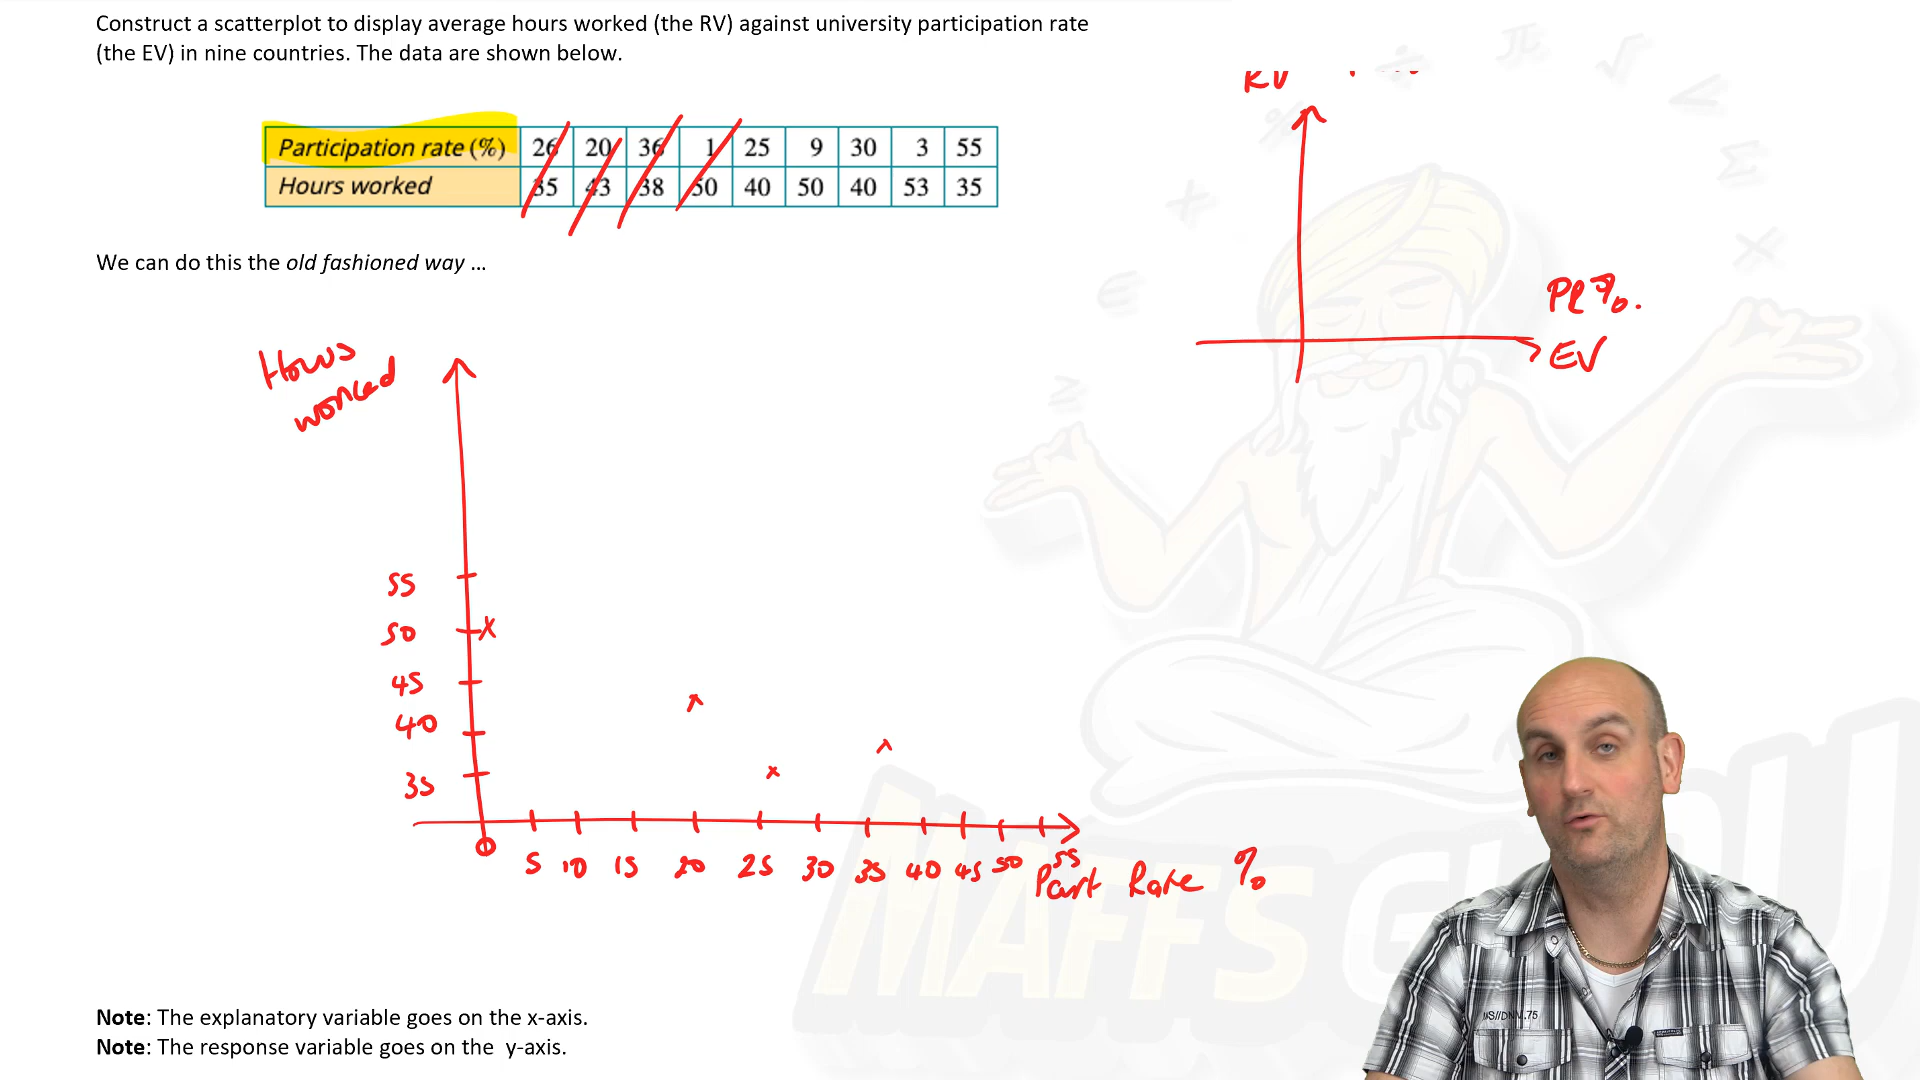 Construct a scatterplot to display average hours worked (the RV) against university participation rate
(the EV) in nine countries. The data are shown below.
RV
Participation rate (%) 26 20 36 1 25 9 30 3 55
Hours worked 35 43 38 50 40 50 40 53 35
We can do this the old fashioned way ...
PR %.
EV
Hours
worked
55
50
45
40
35
0 5 10 15 20 25 30 35 40 45 50 55
Part Rate %
MAFFS GURU
Note: The explanatory variable goes on the x-axis.
Note: The response variable goes on the y-axis.